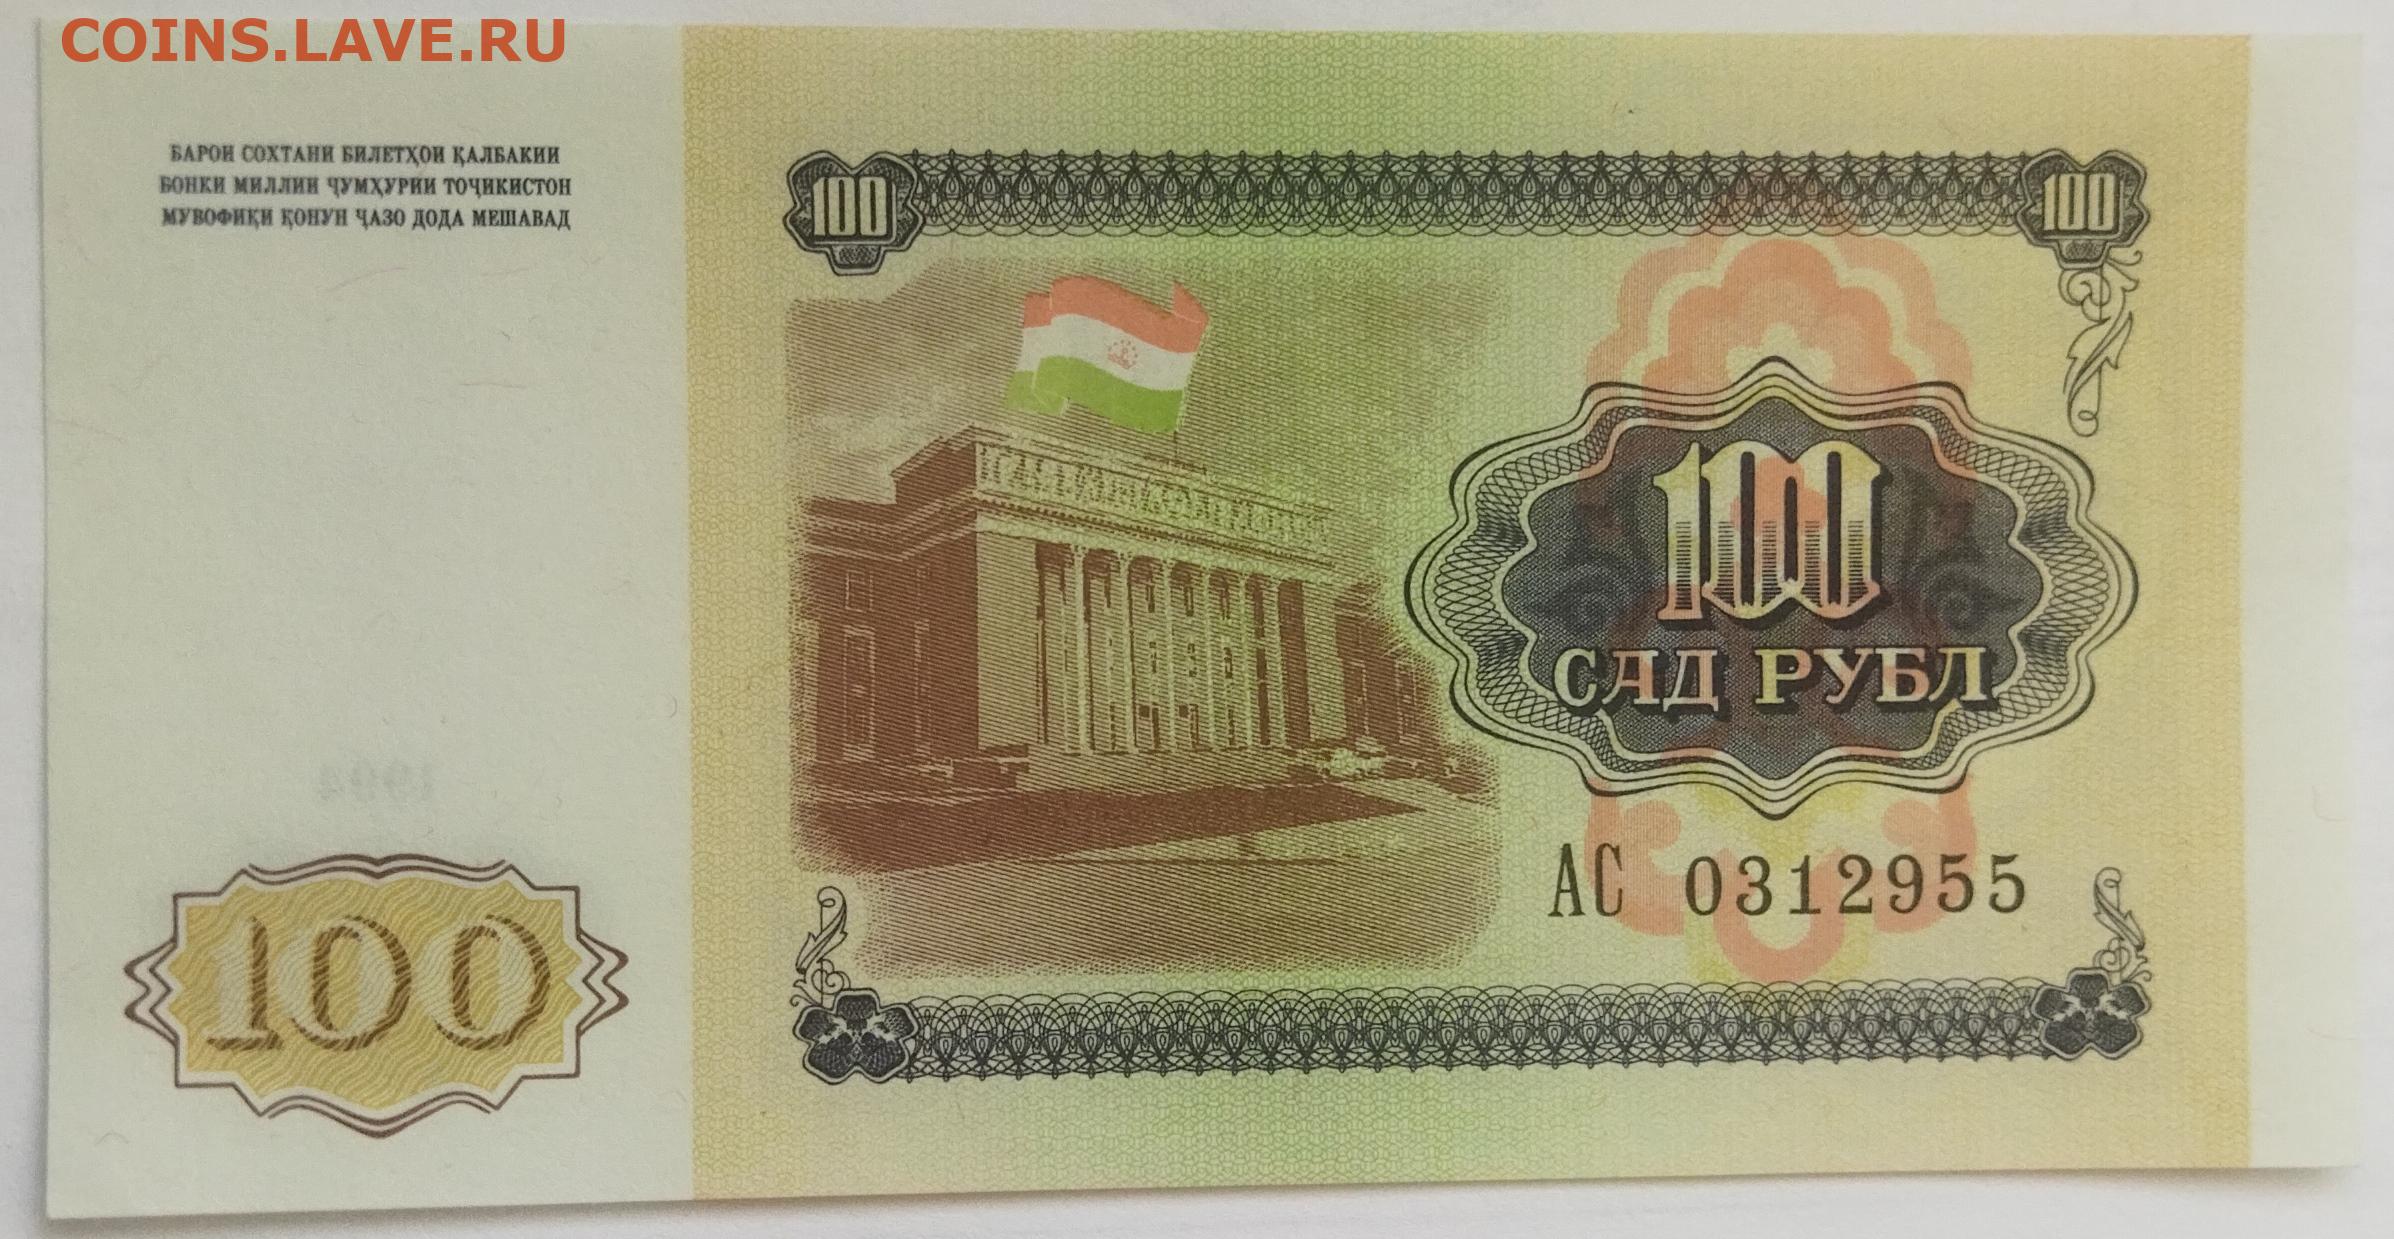 COINS.LAVE.RU
БАРОИ СОХТАНИ БИЛЕТҲОИ ҚАЛБАКИИ
БОНКИ МИЛЛИИ ҶУМҲУРИИ ТОҶИКИСТОН
МУВОФИҚИ ҚОНУН ҶАЗО ДОДА МЕШАВАД
100
100
100
САД РУБЛ
1994
АС 0312955
100